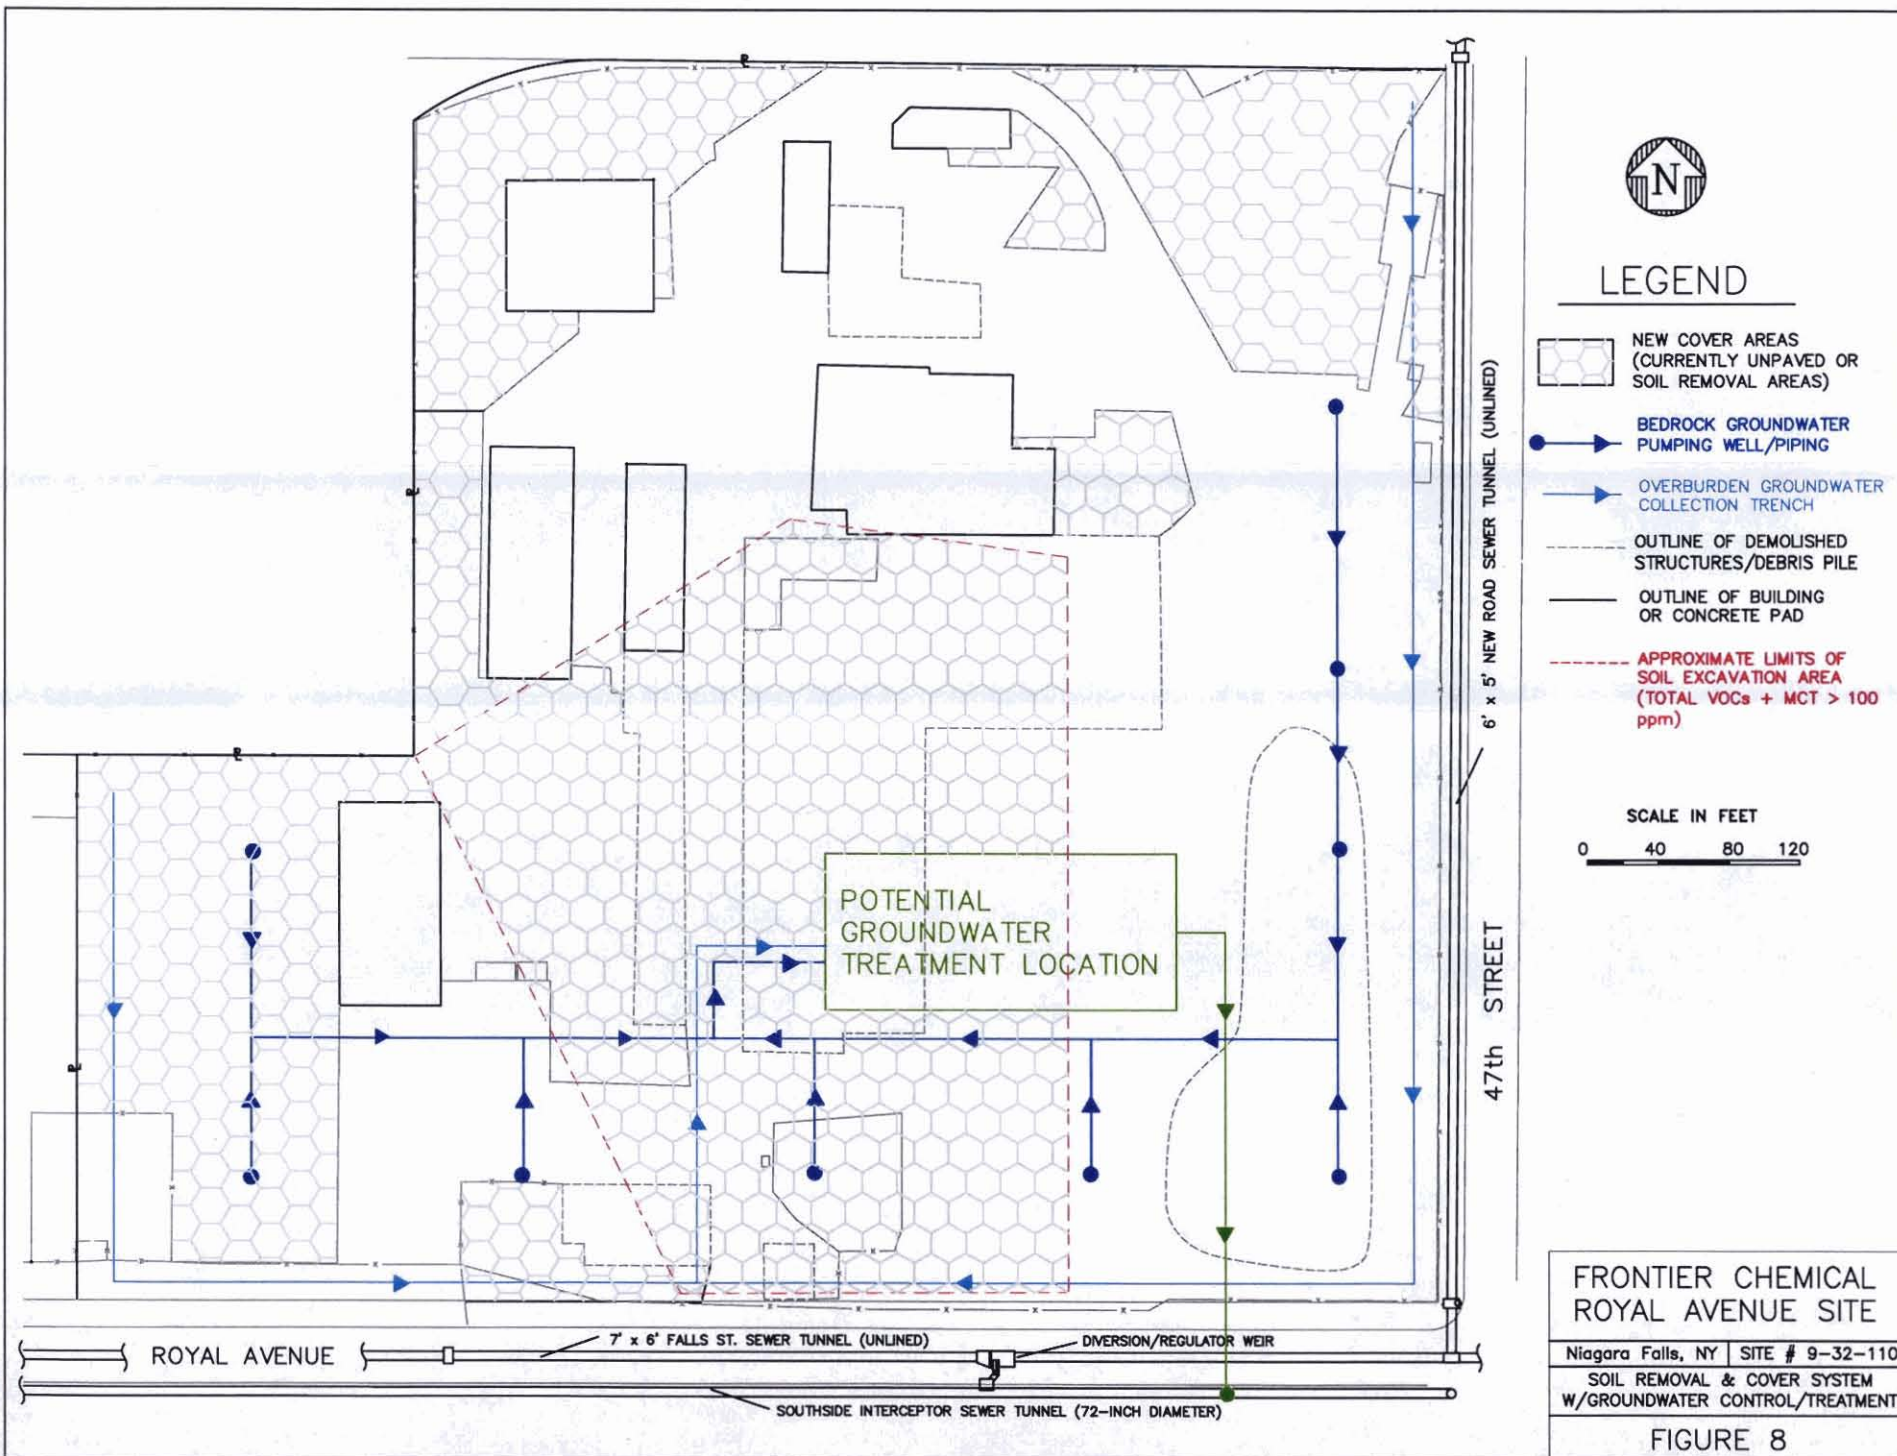 N
LEGEND
NEW COVER AREAS
(CURRENTLY UNPAVED OR
SOIL REMOVAL AREAS)
BEDROCK GROUNDWATER
PUMPING WELL/PIPING
OVERBURDEN GROUNDWATER
COLLECTION TRENCH
OUTLINE OF DEMOLISHED
STRUCTURES/DEBRIS PILE
OUTLINE OF BUILDING
OR CONCRETE PAD
APPROXIMATE LIMITS OF
SOIL EXCAVATION AREA
(TOTAL VOCs + MCT > 100
ppm)
SCALE IN FEET
0 40 80 120
6' x 5' NEW ROAD SEWER TUNNEL (UNLINED)
47th STREET
POTENTIAL
GROUNDWATER
TREATMENT LOCATION
7' x 6' FALLS ST. SEWER TUNNEL (UNLINED)
DIVERSION/REGULATOR WEIR
ROYAL AVENUE
SOUTHSIDE INTERCEPTOR SEWER TUNNEL (72-INCH DIAMETER)
FRONTIER CHEMICAL
ROYAL AVENUE SITE
Niagara Falls, NY SITE # 9-32-110
SOIL REMOVAL & COVER SYSTEM
W/GROUNDWATER CONTROL/TREATMENT
FIGURE 8